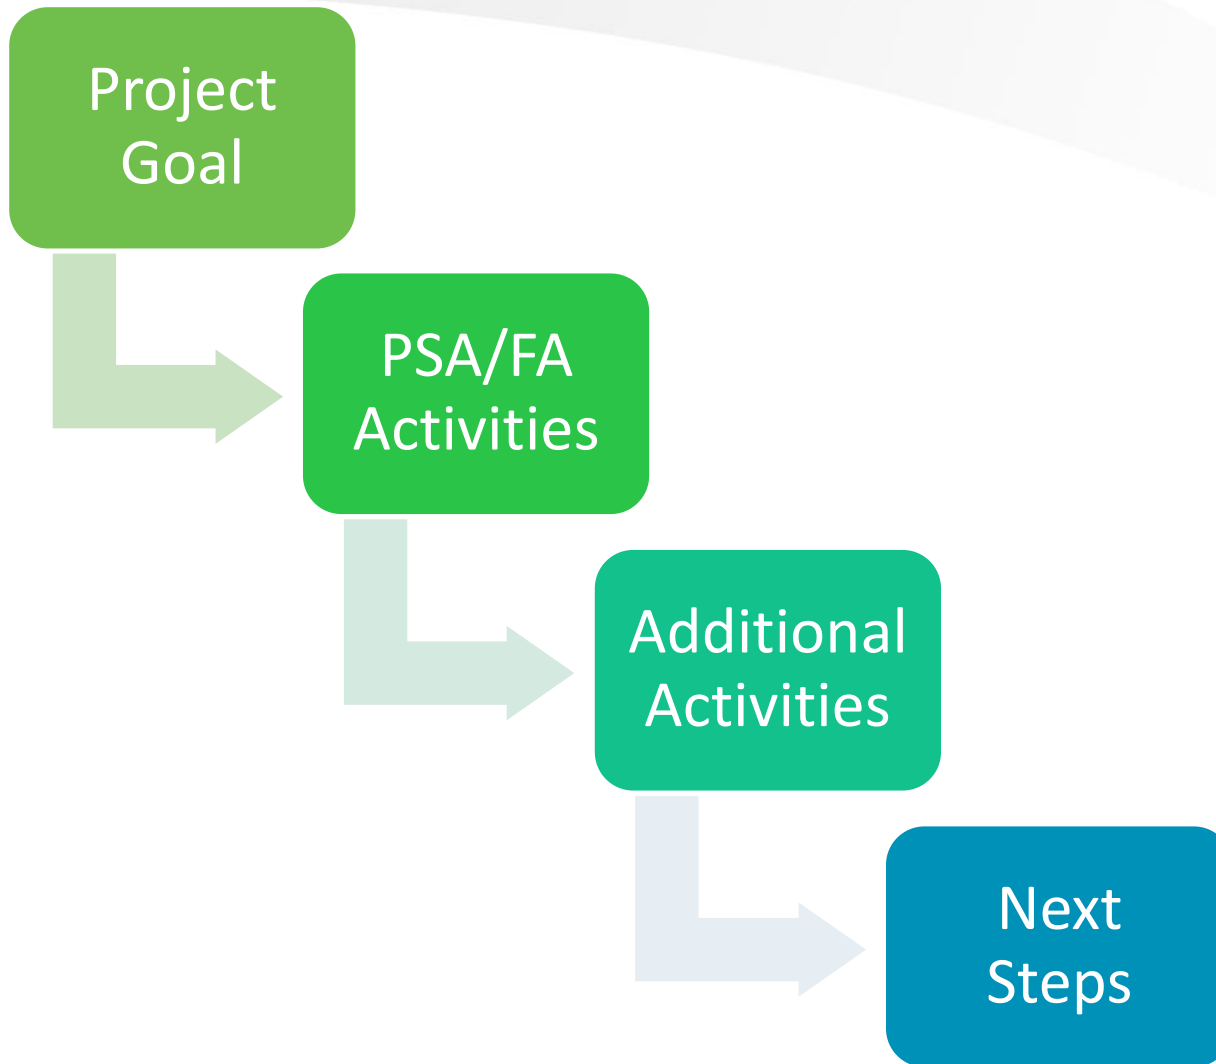 Project
Goal
PSA/FA
Activities
Additional
Activities
Next
Steps